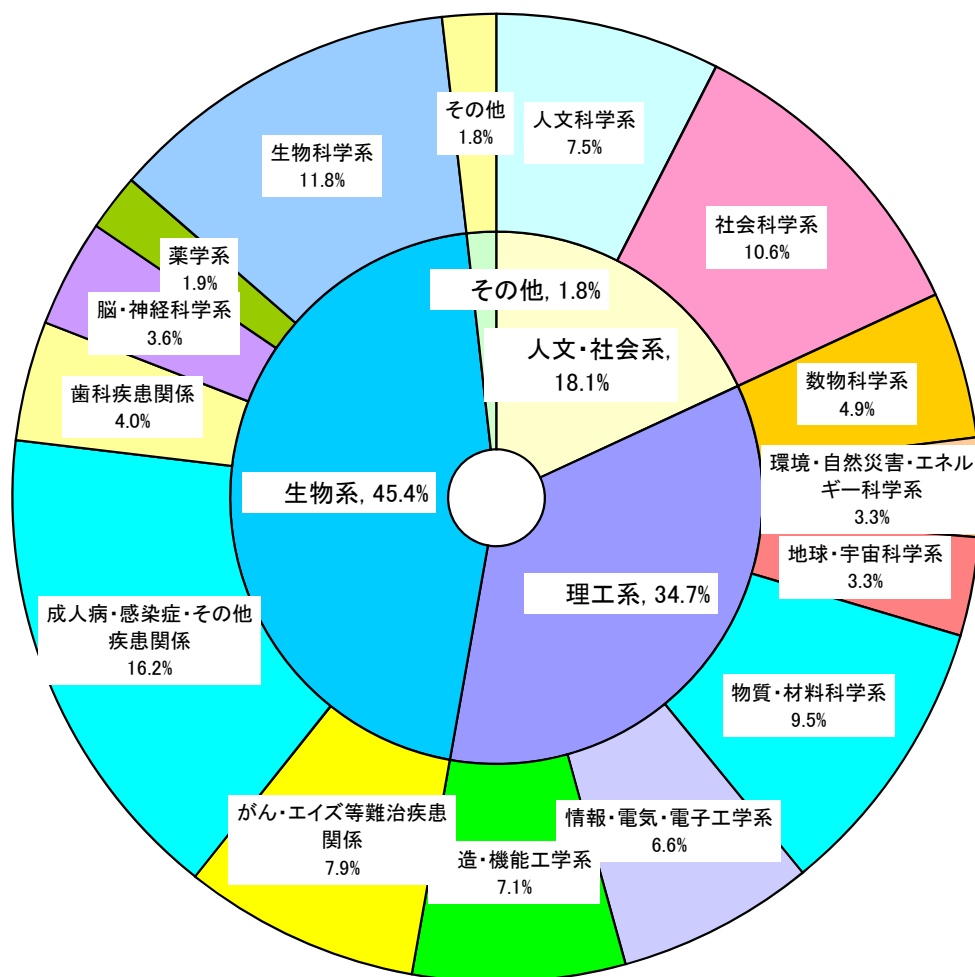 その他
1.8%
人文科学系
7.5%
生物科学系
11.8%
社会科学系
10.6%
薬学系
1.9%
その他, 1.8%
脳・神経科学系
3.6%
人文・社会系,
18.1%
歯科疾患関係
4.0%
数物科学系
4.9%
環境・自然災害・エネル
ギー科学系
3.3%
生物系, 45.4%
地球・宇宙科学系
3.3%
理工系, 34.7%
成人病・感染症・その他
疾患関係
16.2%
物質・材料科学系
9.5%
がん・エイズ等難治疾患
関係
7.9%
情報・電気・電子工学系
6.6%
造・機能工学系
7.1%